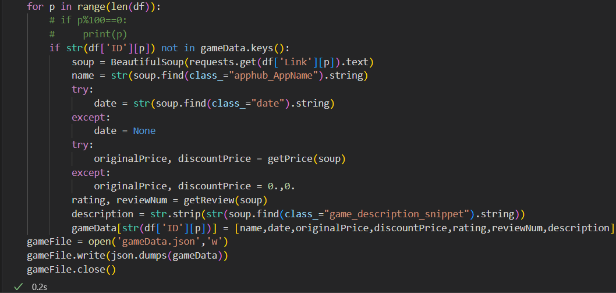 for p in range(len(df)):
    # if p%100==0:
    #     print(p)
    if str(df['ID'][p]) not in gameData.keys():
        soup = BeautifulSoup(requests.get(df['Link'][p]).text)
        name = str(soup.find(class_="apphub_AppName").string)
        try:
            date = str(soup.find(class_="date").string)
        except:
            date = None
        try:
            originalPrice, discountPrice = getPrice(soup)
        except:
            originalPrice, discountPrice = 0.,0.
        rating, reviewNum = getReview(soup)
        description = str.strip(str(soup.find(class_="game_description_snippet").string))
        gameData[str(df['ID'][p])] = [name,date,originalPrice,discountPrice,rating,reviewNum,description]
gameFile = open('gameData.json','w')
gameFile.write(json.dumps(gameData))
gameFile.close()
✓ 0.2s